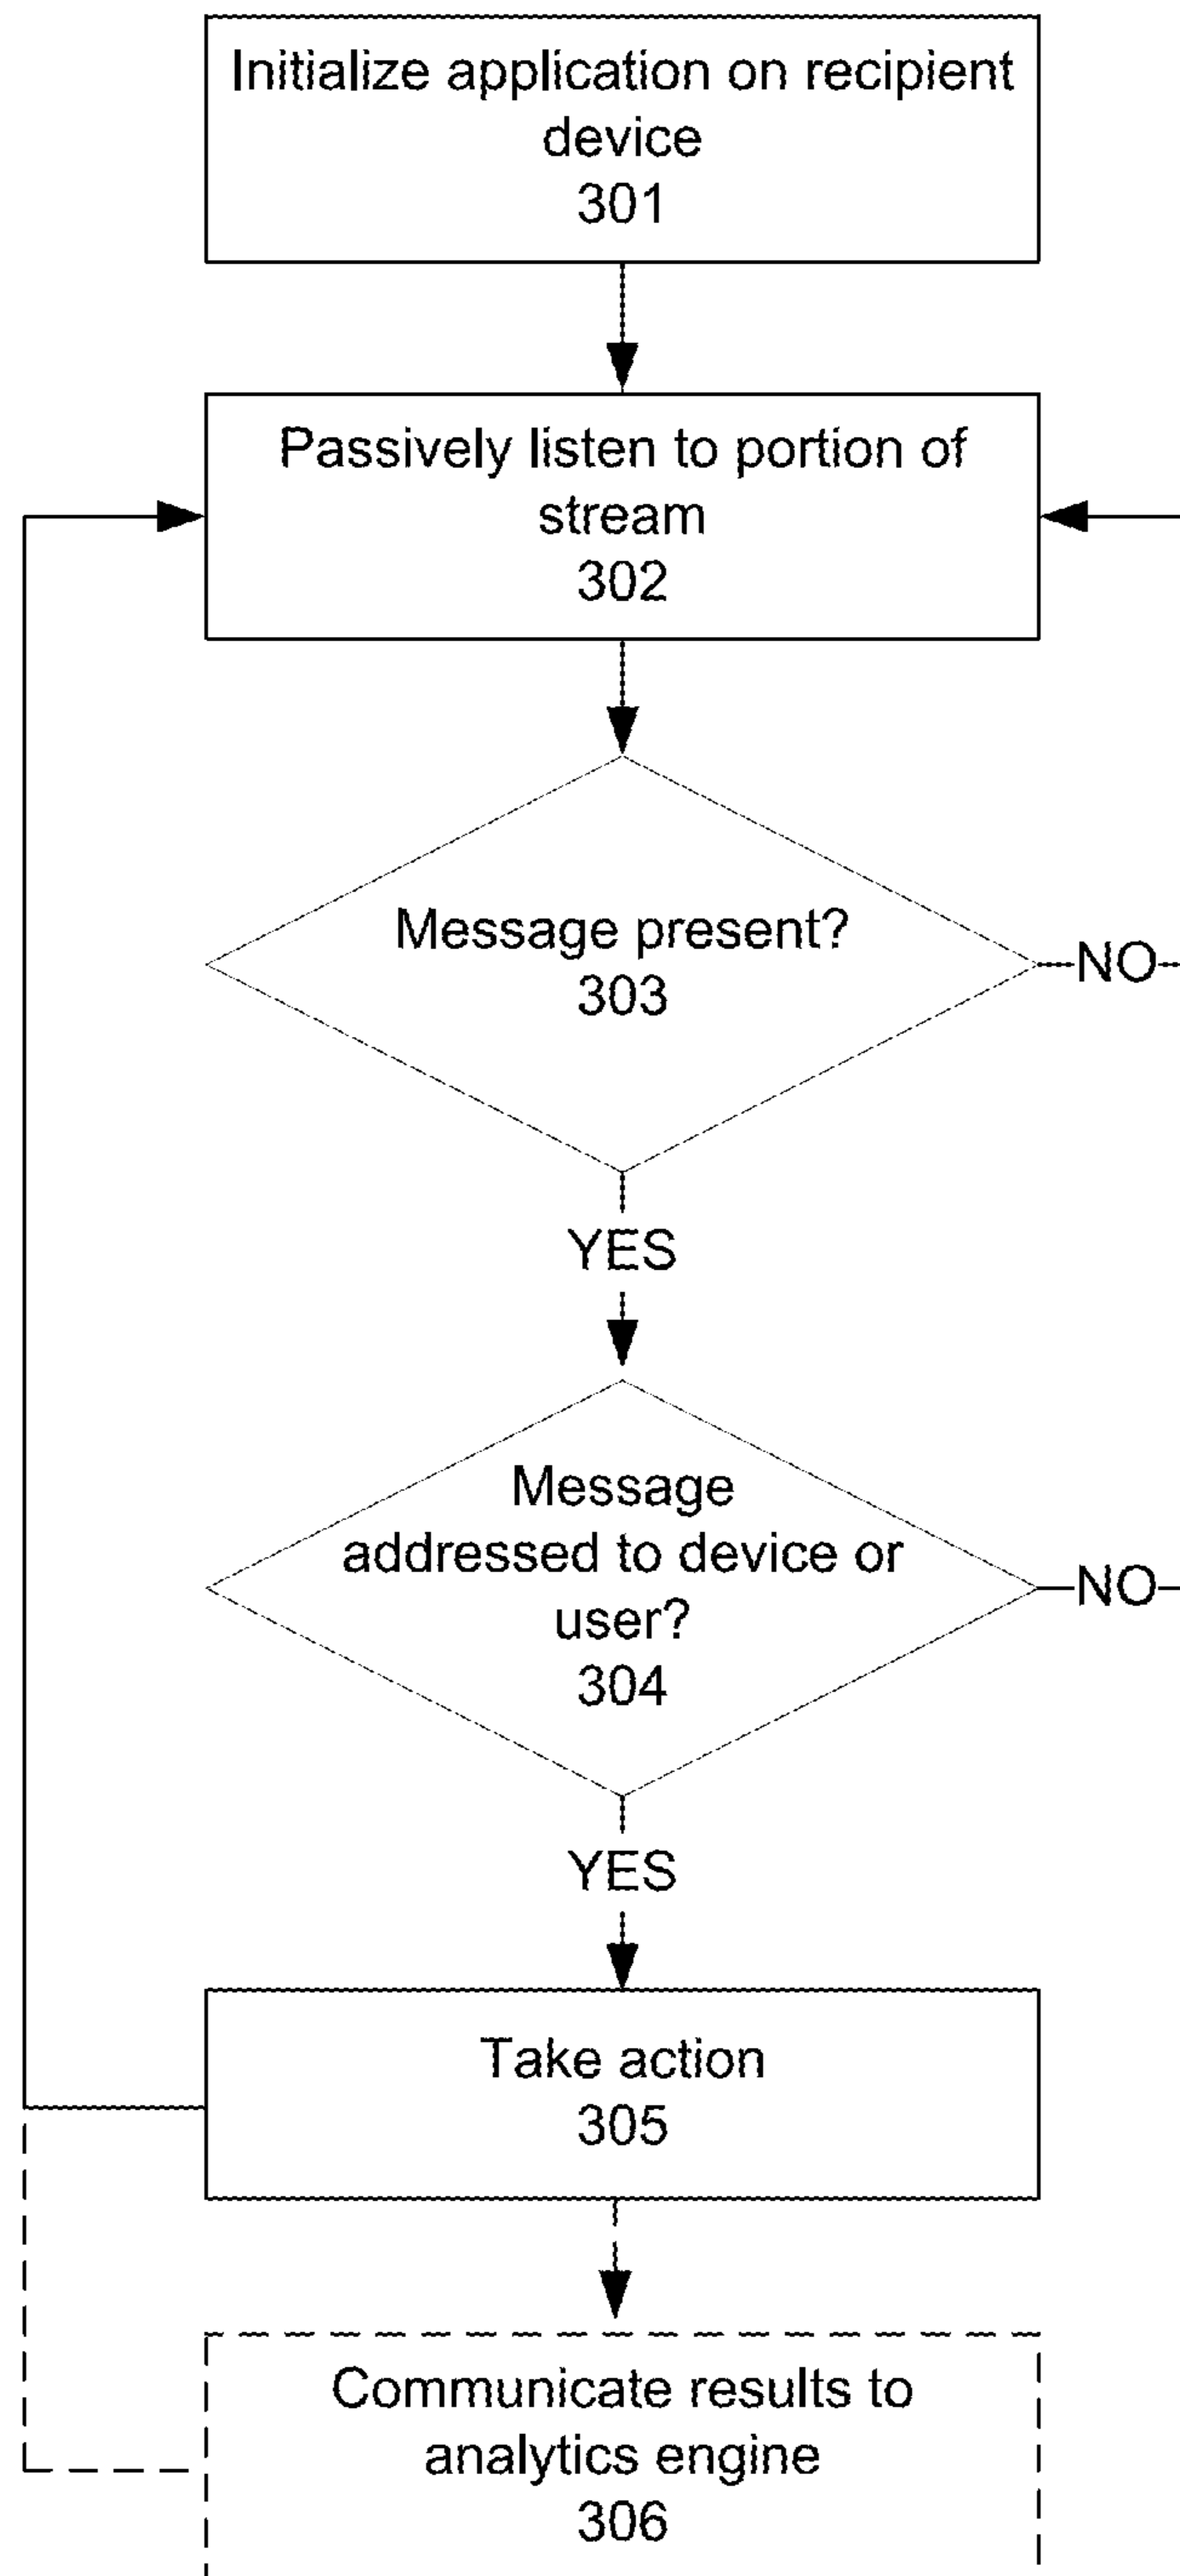 Initialize application on recipient
device
301
Passively listen to portion of
stream
302
Message present?
303
NO
YES
Message
addressed to device or
user?
304
NO
YES
Take action
305
Communicate results to
analytics engine
306